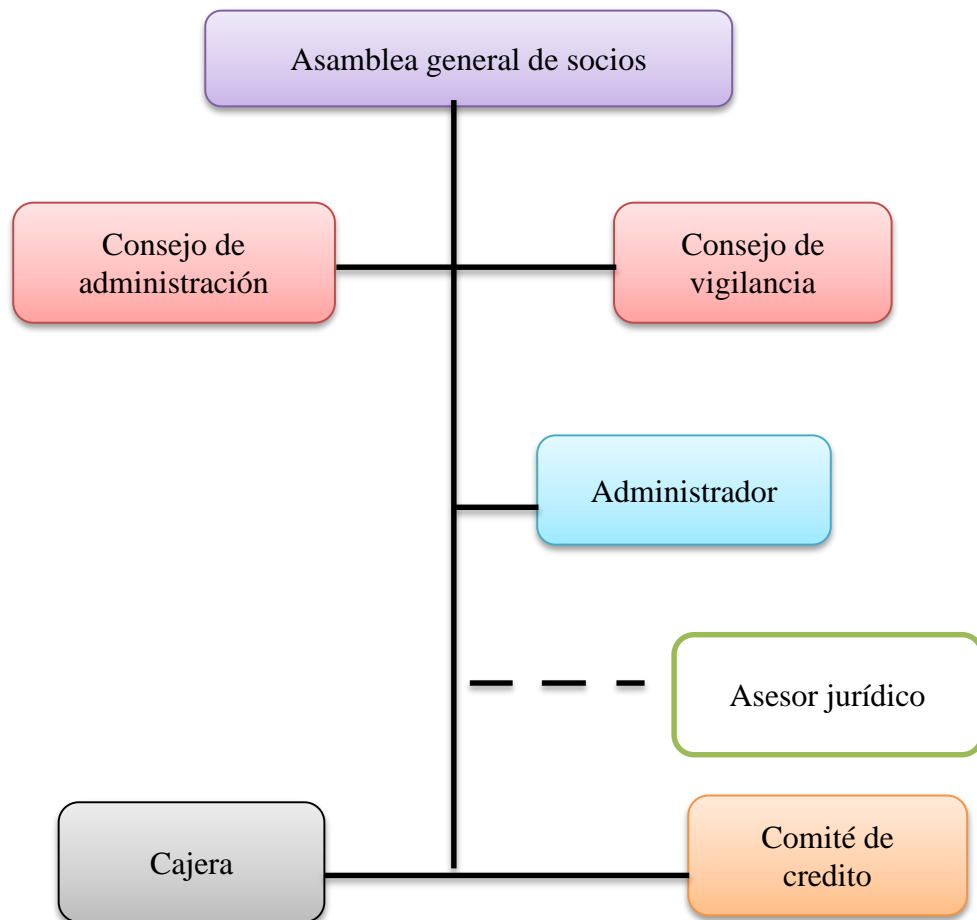 Asamblea general de socios
Consejo de
administración
Consejo de
vigilancia
Administrador
Asesor jurídico
Cajera
Comité de
credito